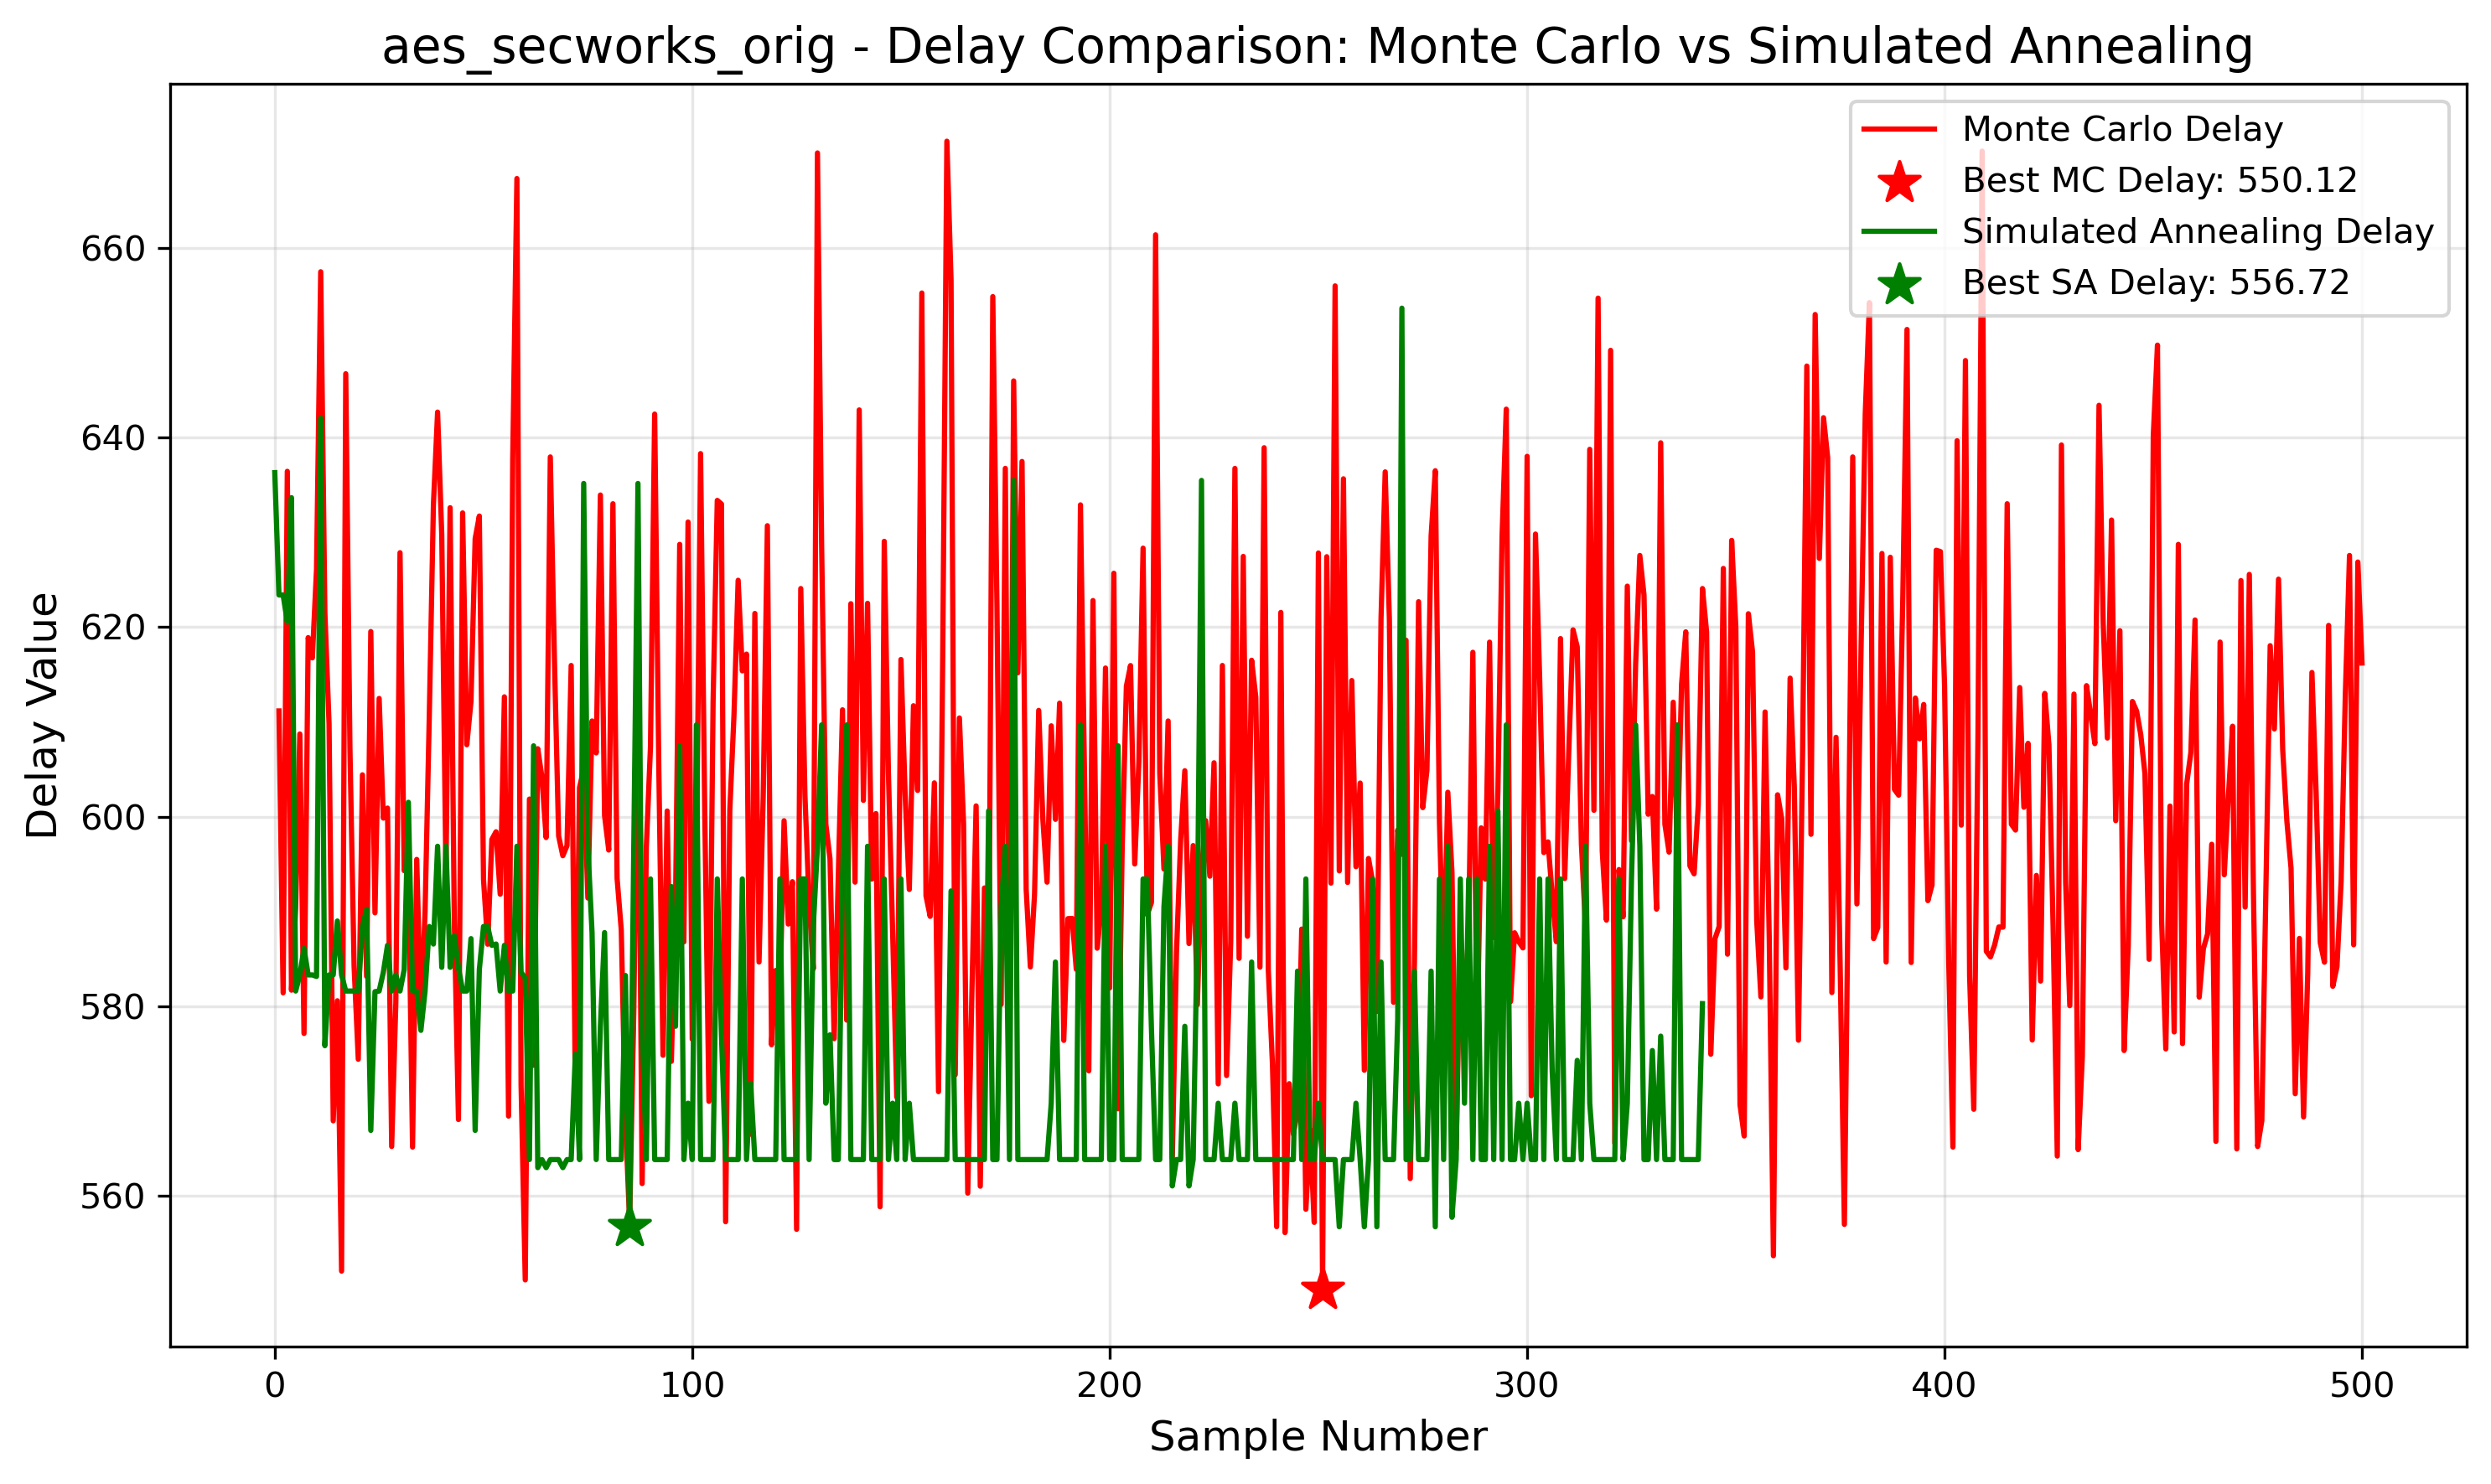 aes_secworks_orig - Delay Comparison: Monte Carlo vs Simulated Annealing
Monte Carlo Delay
Best MC Delay: 550.12
Simulated Annealing Delay
Best SA Delay: 556.72
Delay Value
660
640
620
600
580
560
0 100 200 300 400 500
Sample Number